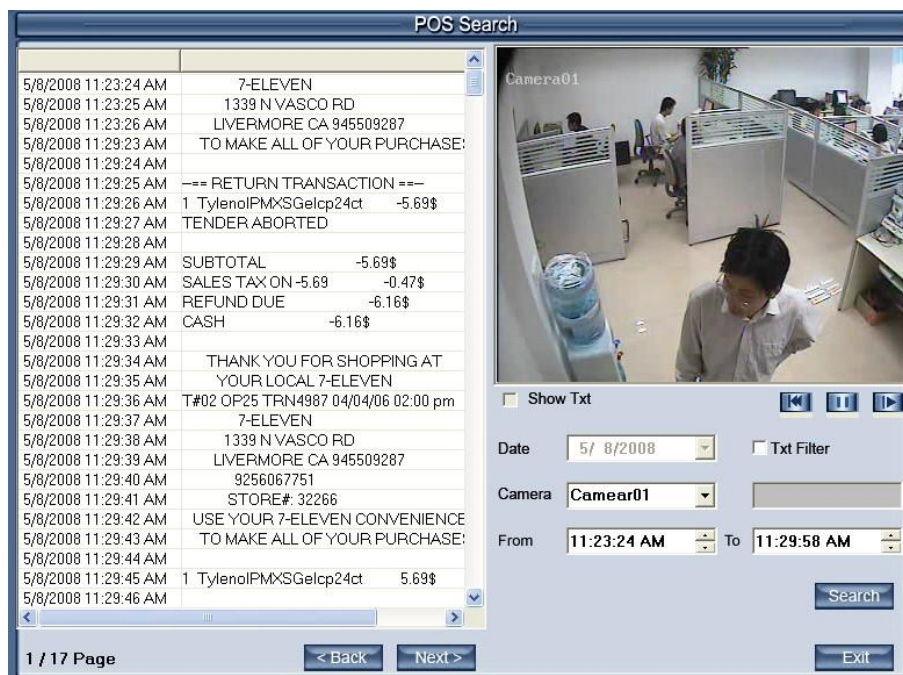 POS Search
5/8/2008 11:23:24 AM 7-ELEVEN
5/8/2008 11:23:25 AM 1339 N VASCO RD
5/8/2008 11:23:26 AM LIVERMORE CA 945509287
5/8/2008 11:29:23 AM TO MAKE ALL OF YOUR PURCHASE
5/8/2008 11:29:24 AM
5/8/2008 11:29:25 AM --== RETURN TRANSACTION ==--
5/8/2008 11:29:26 AM 1 TylenolPMXSGelcp24ct -5.69$
5/8/2008 11:29:27 AM TENDER ABORTED
5/8/2008 11:29:28 AM
5/8/2008 11:29:29 AM SUBTOTAL -5.69$
5/8/2008 11:29:30 AM SALES TAX ON -5.69 -0.47$
5/8/2008 11:29:31 AM REFUND DUE -6.16$
5/8/2008 11:29:32 AM CASH -6.16$
5/8/2008 11:29:33 AM
5/8/2008 11:29:34 AM THANK YOU FOR SHOPPING AT
5/8/2008 11:29:35 AM YOUR LOCAL 7-ELEVEN
5/8/2008 11:29:36 AM T#02 OP25 TRN4987 04/04/06 02:00 pm
5/8/2008 11:29:37 AM 7-ELEVEN
5/8/2008 11:29:38 AM 1339 N VASCO RD
5/8/2008 11:29:39 AM LIVERMORE CA 945509287
5/8/2008 11:29:40 AM 9256067751
5/8/2008 11:29:41 AM STORE#: 32266
5/8/2008 11:29:42 AM USE YOUR 7-ELEVEN CONVENIENCE
5/8/2008 11:29:43 AM TO MAKE ALL OF YOUR PURCHASE
5/8/2008 11:29:44 AM
5/8/2008 11:29:45 AM 1 TylenolPMXSGelcp24ct 5.69$
5/8/2008 11:29:46 AM
1 / 17 Page < Back Next >
Camera01
Show Txt
Date 5/ 8/2008 Txt Filter
Camera Camear01
From 11:23:24 AM To 11:29:58 AM
Search
Exit